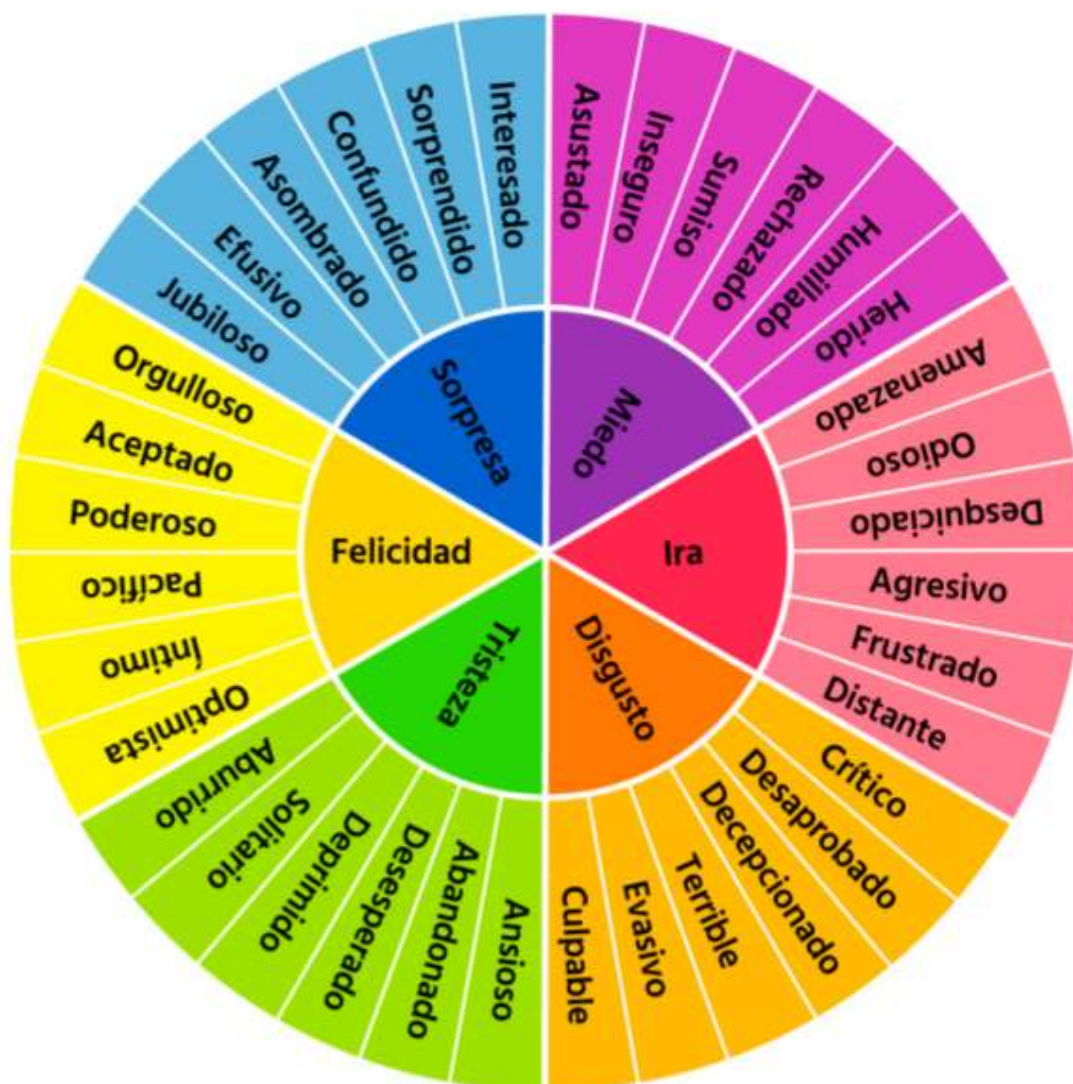 Asustado
Inseguro
Sumiso
Rechazado
Humillado
Herido
Amenazado
Odioso
Desquiciado
Agresivo
Frustrado
Distante
Crítico
Desaprobado
Decepcionado
Terrible
Evasivo
Culpable
Ansioso
Abandonado
Desesperado
Deprimido
Solitario
Aburrido
Optimista
Íntimo
Pacífico
Poderoso
Aceptado
Orgulloso
Jubiloso
Efusivo
Asombrado
Confundido
Sorprendido
Interesado
Miedo
Ira
Disgusto
Tristeza
Felicidad
Sorpresa